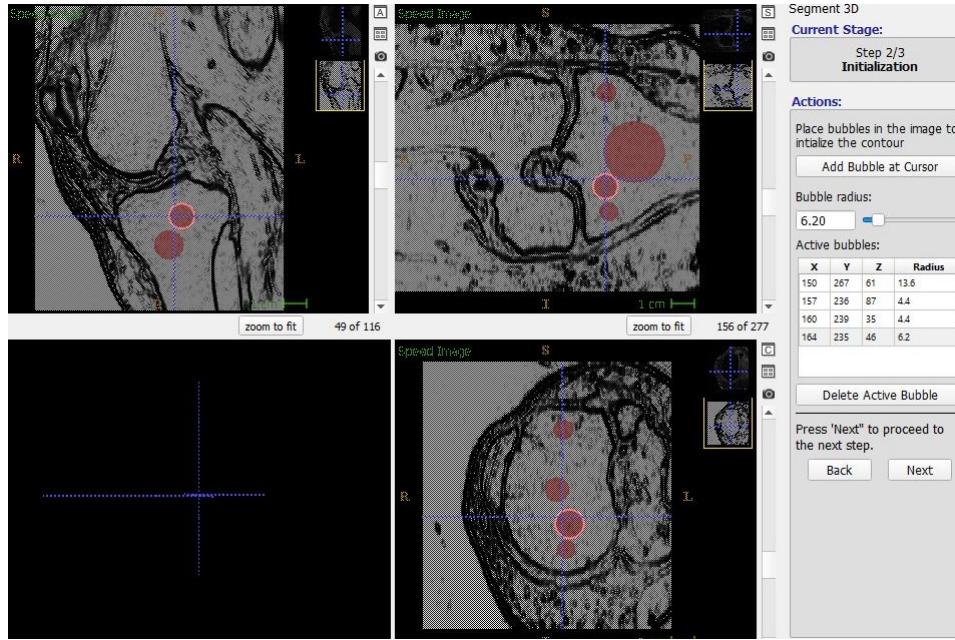 Segment 3D
Current Stage:
Step 2/3
Initialization
Actions:
Place bubbles in the image to
intialize the contour
Add Bubble at Cursor
Bubble radius:
6.20
Active bubbles:
X Y Z Radius
150 267 61 13.6
157 236 87 4.4
160 239 35 4.4
164 235 46 6.2
Delete Active Bubble
Press 'Next" to proceed to
the next step.
Back Next
A
R
L
zoom to fit 49 of 116
Speed Image
S
S
P
I
1 cm
zoom to fit 156 of 277
Speed Image
S
C
R
L